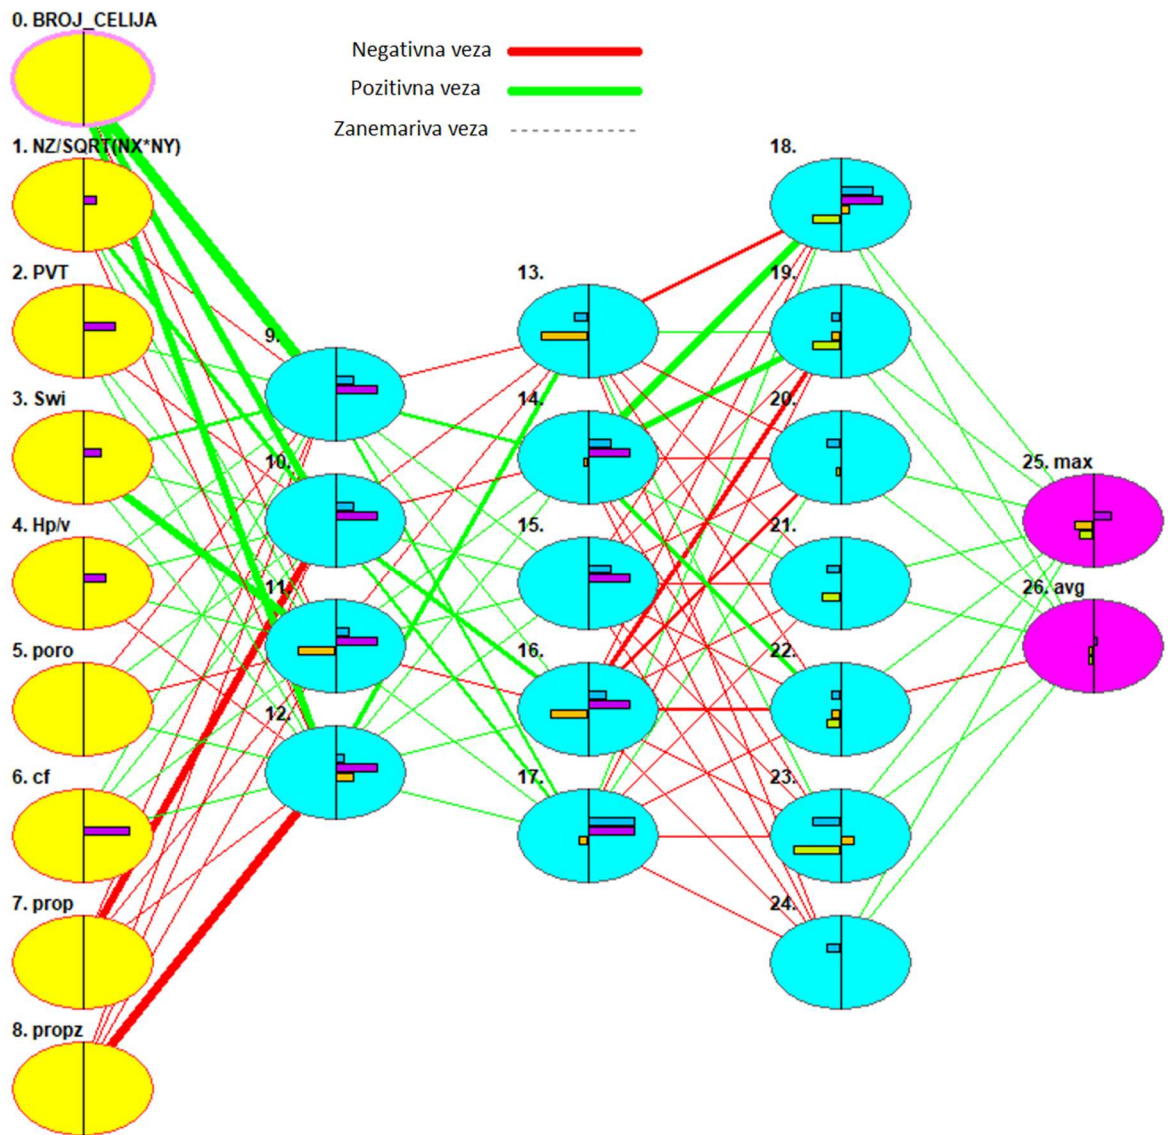 0. BROJ_CELIJA
Negativna veza
Pozitivna veza
Zanemariva veza
1. NZ/SQRT(NX*NY)
2. PVT
3. Swi
4. Hp/v
5. poro
6. cf
7. prop
8. propz
9.
10.
11.
12.
13.
14.
15.
16.
17.
18.
19.
20.
21.
22.
23.
24.
25. max
26. avg